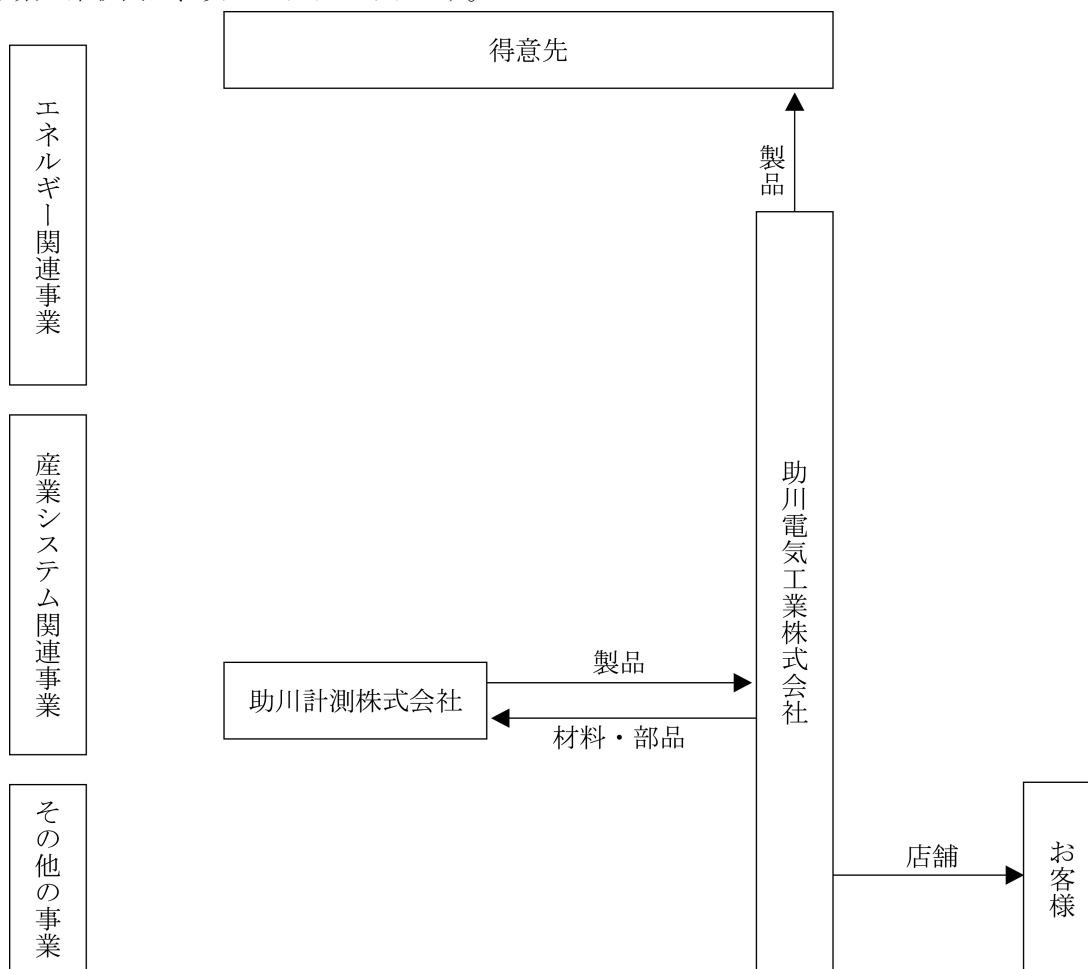 得意先
エネルギー関連事業
製品
産業システム関連事業
助川電気工業株式会社
製品
助川計測株式会社
材料・部品
その他の事業
店舗
お客様